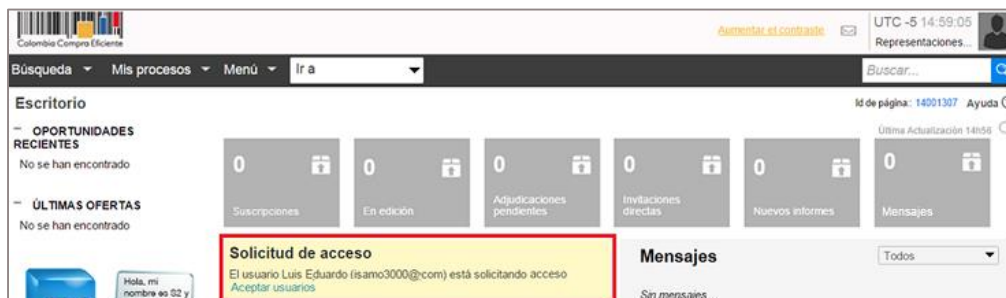 Colombia Compra Eficiente
Aumentar el contraste
UTC -5 14:59:05
Representaciones...
Búsqueda
Mis procesos
Menú
Ir a
Buscar...
Escritorio
Id de página:: 14001307
Ayuda
Última Actualización 14h56
OPORTUNIDADES
RECIENTES
No se han encontrado
ÚLTIMAS OFERTAS
No se han encontrado
0
Suscripciones
0
En edición
0
Adjudicaciones
pendientes
0
Invitaciones
directas
0
Nuevos informes
0
Mensajes
Solicitud de acceso
El usuario Luis Eduardo (isamo3000@com) está solicitando acceso
Aceptar usuarios
Mensajes
Todos
Sin mensajes
Hola, mi
nombre es S2 y